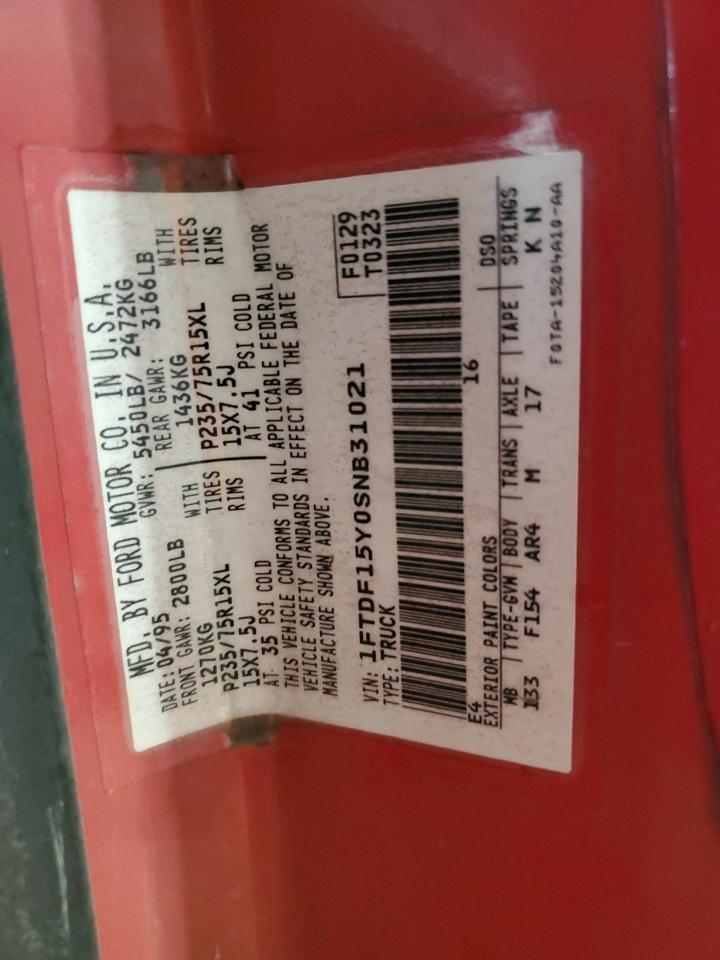 MFD. BY FORD MOTOR CO. IN U.S.A.
DATE: 04/95 GVWR: 5450LB/ 2472KG
FRONT GAWR: 2800LB REAR GAWR: 3166LB
1270KG WITH 1436KG WITH
P235/75R15XL TIRES P235/75R15XL TIRES
15X7.5J RIMS 15X7.5J RIMS
AT 35 PSI COLD AT 41 PSI COLD
THIS VEHICLE CONFORMS TO ALL APPLICABLE FEDERAL MOTOR
VEHICLE SAFETY STANDARDS IN EFFECT ON THE DATE OF
MANUFACTURE SHOWN ABOVE.
VIN: 1FTDF15Y0SNB31021 F0129
TYPE: TRUCK T0323
E4 16
EXTERIOR PAINT COLORS DSO
WB TYPE-GVW BODY TRANS AXLE TAPE SPRINGS
133 F154 AR4 M 17 K N
F0TA-15204A10-AA